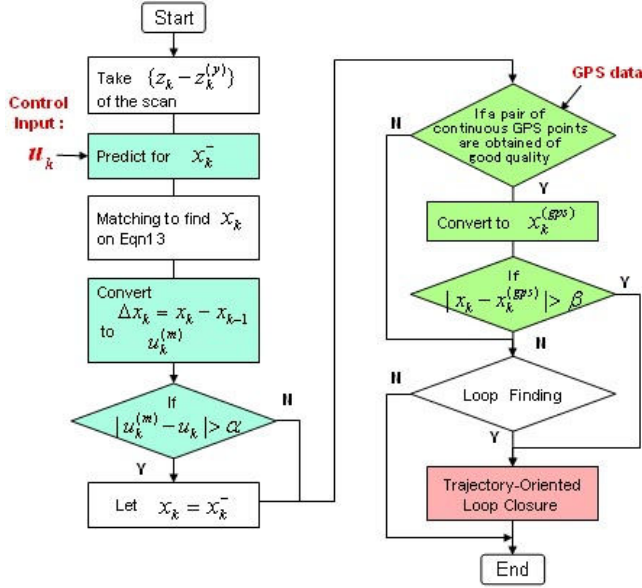 Start
Take {z_k − z_k^(p)}
of the scan
Control
Input :
u_k
Predict for x_k^−
Matching to find x_k
on Eqn13
Convert
Δx_k = x_k − x_{k−1}
to u_k^(m)
If
| u_k^(m) − u_k | > α
N
Y
Let x_k = x_k^−
GPS data
If a pair of
continuous GPS points
are obtained of
good quality
N
Y
Convert to x_k^(gps)
If
| x_k − x_k^(gps) | > β
Y
N
N
Loop Finding
Y
Trajectory-Oriented
Loop Closure
End